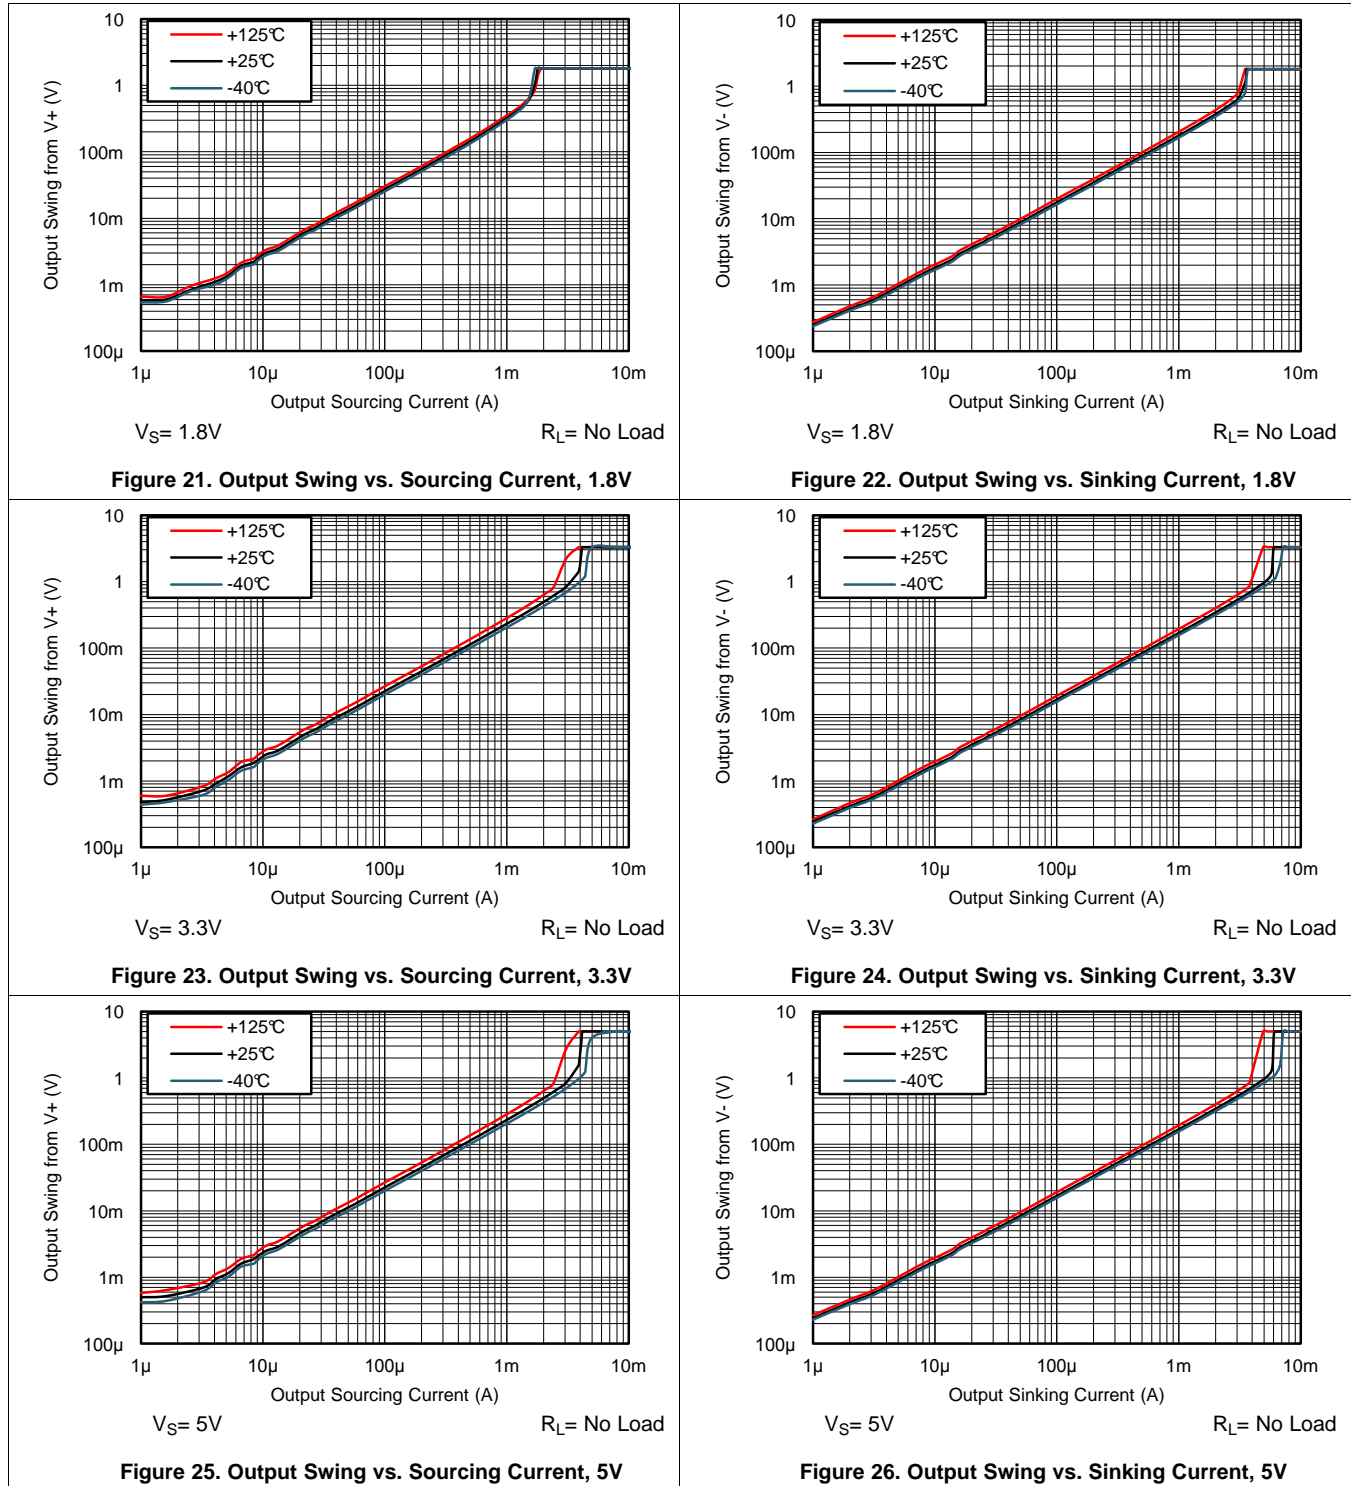 10
1
100m
10m
1m
100µ
Output Swing from V+ (V)
+125°C
+25°C
-40°C
1µ 10µ 100µ 1m 10m
Output Sourcing Current (A)
VS= 1.8V RL= No Load
Figure 21. Output Swing vs. Sourcing Current, 1.8V
10
1
100m
10m
1m
100µ
Output Swing from V- (V)
+125°C
+25°C
-40°C
1µ 10µ 100µ 1m 10m
Output Sinking Current (A)
VS= 1.8V RL= No Load
Figure 22. Output Swing vs. Sinking Current, 1.8V
10
1
100m
10m
1m
100µ
Output Swing from V+ (V)
+125°C
+25°C
-40°C
1µ 10µ 100µ 1m 10m
Output Sourcing Current (A)
VS= 3.3V RL= No Load
Figure 23. Output Swing vs. Sourcing Current, 3.3V
10
1
100m
10m
1m
100µ
Output Swing from V- (V)
+125°C
+25°C
-40°C
1µ 10µ 100µ 1m 10m
Output Sinking Current (A)
VS= 3.3V RL= No Load
Figure 24. Output Swing vs. Sinking Current, 3.3V
10
1
100m
10m
1m
100µ
Output Swing from V+ (V)
+125°C
+25°C
-40°C
1µ 10µ 100µ 1m 10m
Output Sourcing Current (A)
VS= 5V RL= No Load
Figure 25. Output Swing vs. Sourcing Current, 5V
10
1
100m
10m
1m
100µ
Output Swing from V- (V)
+125°C
+25°C
-40°C
1µ 10µ 100µ 1m 10m
Output Sinking Current (A)
VS= 5V RL= No Load
Figure 26. Output Swing vs. Sinking Current, 5V